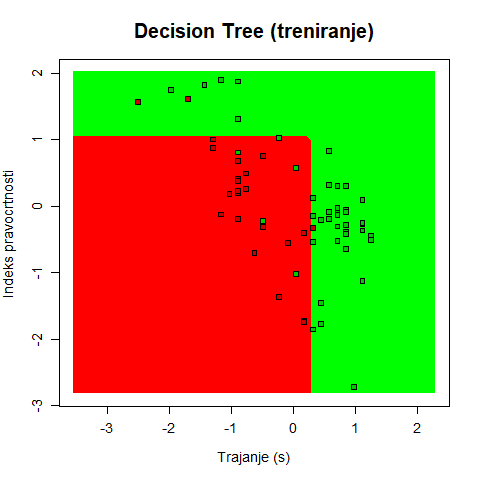 Decision Tree (treniranje)
Indeks pravocrtnosti
2
1
0
-1
-2
-3
-3 -2 -1 0 1 2
Trajanje (s)